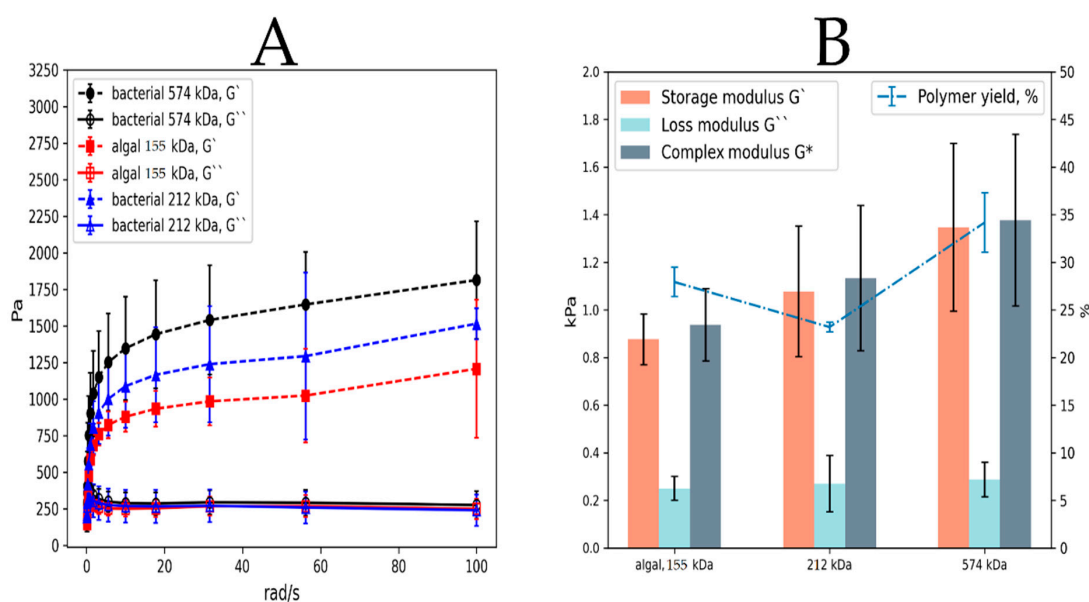 A
3250
3000
2750
2500
2250
2000
1750
1500
1250
1000
750
500
250
0
Pa
bacterial 574 kDa, G`
bacterial 574 kDa, G``
algal 155 kDa, G`
algal 155 kDa, G``
bacterial 212 kDa, G`
bacterial 212 kDa, G``
0 20 40 60 80 100
rad/s
B
2.0
1.8
1.6
1.4
1.2
1.0
0.8
0.6
0.4
0.2
0.0
kPa
Storage modulus G`
Loss modulus G``
Complex modulus G*
Polymer yield, %
50
45
40
35
30
25
20
15
10
5
0
%
algal, 155 kDa 212 kDa 574 kDa